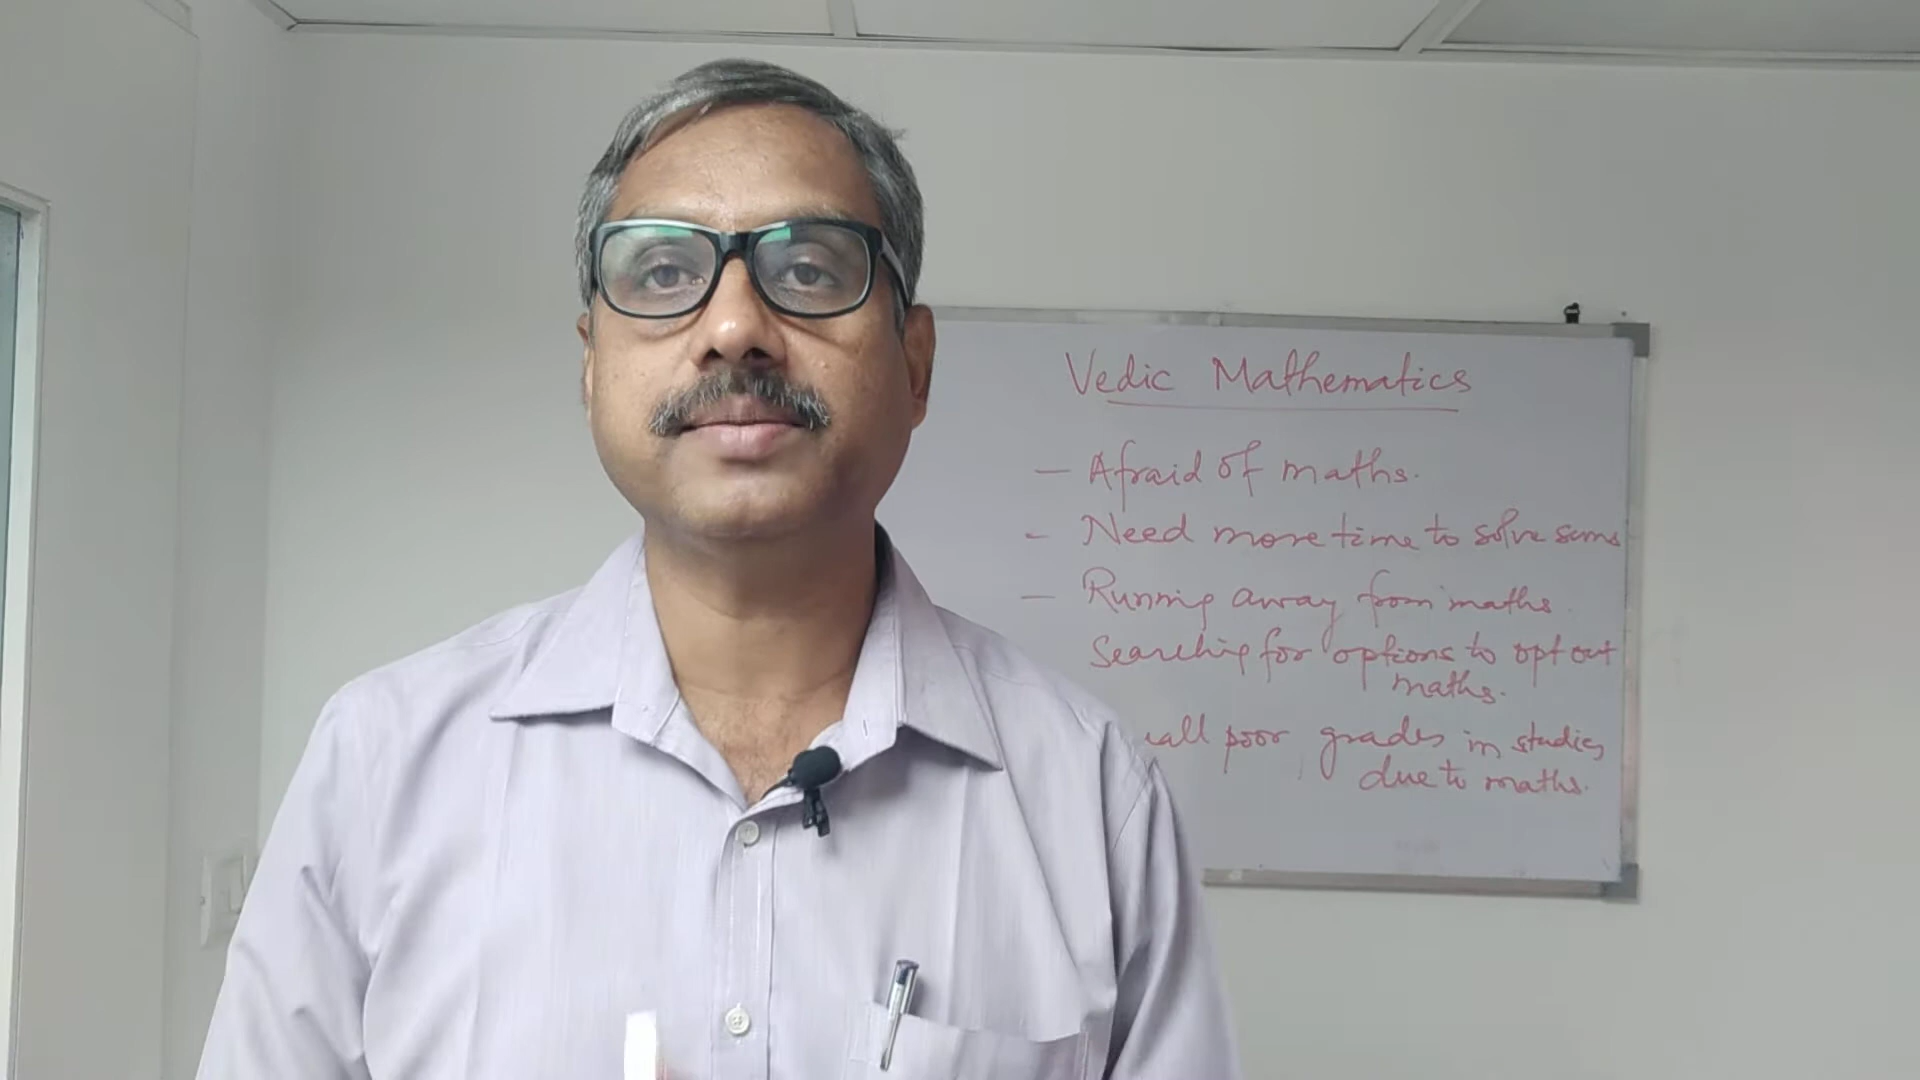 Vedic Mathematics
- Afraid of maths.
- Need more time to solve sums
- Running away from maths
Searching for options to opt out
maths.
all poor grades in studies
due to maths.